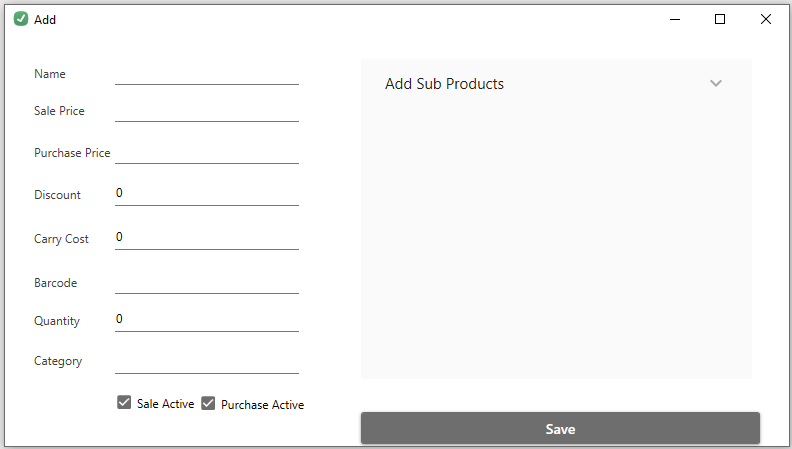 Add
Name
Sale Price
Purchase Price
Discount 0
Carry Cost 0
Barcode
Quantity 0
Category
Sale Active Purchase Active
Add Sub Products
Save